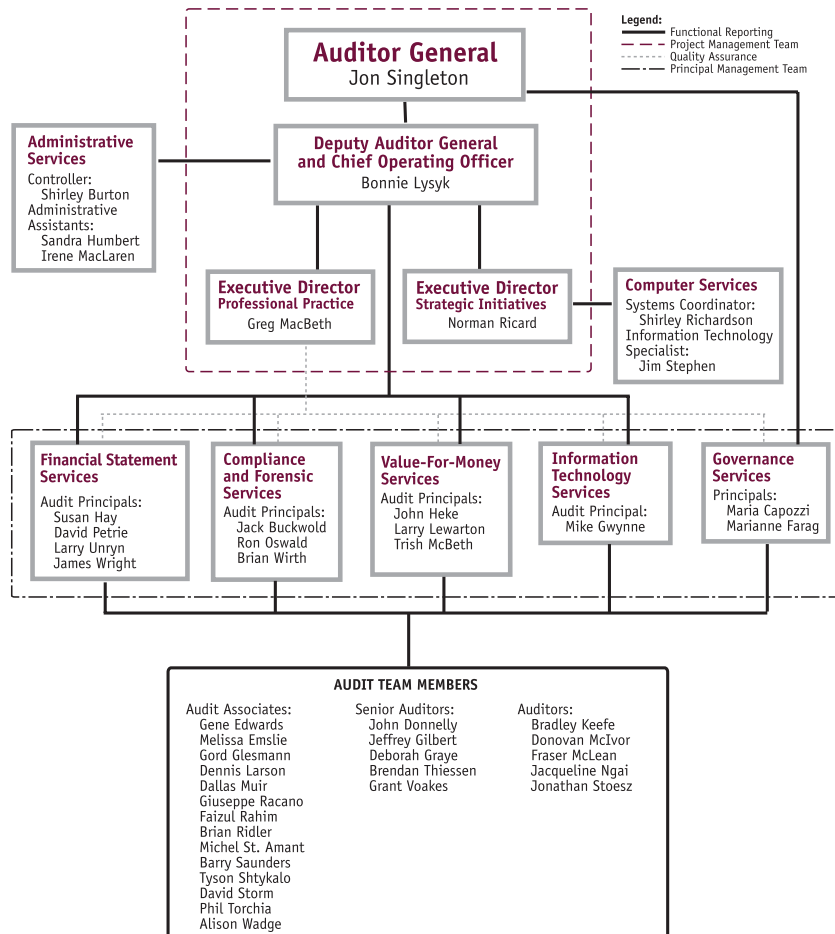 Legend:
Functional Reporting
Project Management Team
Quality Assurance
Principal Management Team
Auditor General
Jon Singleton
Deputy Auditor General
and Chief Operating Officer
Bonnie Lysyk
Administrative
Services
Controller:
Shirley Burton
Administrative
Assistants:
Sandra Humbert
Irene MacLaren
Executive Director
Professional Practice
Greg MacBeth
Executive Director
Strategic Initiatives
Norman Ricard
Computer Services
Systems Coordinator:
Shirley Richardson
Information Technology
Specialist:
Jim Stephen
Financial Statement
Services
Audit Principals:
Susan Hay
David Petrie
Larry Unryn
James Wright
Compliance
and Forensic
Services
Audit Principals:
Jack Buckwold
Ron Oswald
Brian Wirth
Value-For-Money
Services
Audit Principals:
John Heke
Larry Lewarton
Trish McBeth
Information
Technology
Services
Audit Principal:
Mike Gwynne
Governance
Services
Principals:
Maria Capozzi
Marianne Farag
AUDIT TEAM MEMBERS
Audit Associates:
Gene Edwards
Melissa Emslie
Gord Glesmann
Dennis Larson
Dallas Muir
Giuseppe Racano
Faizul Rahim
Brian Ridler
Michel St. Amant
Barry Saunders
Tyson Shtykalo
David Storm
Phil Torchia
Alison Wadge
Senior Auditors:
John Donnelly
Jeffrey Gilbert
Deborah Graye
Brendan Thiessen
Grant Voakes
Auditors:
Bradley Keefe
Donovan McIvor
Fraser McLean
Jacqueline Ngai
Jonathan Stoesz